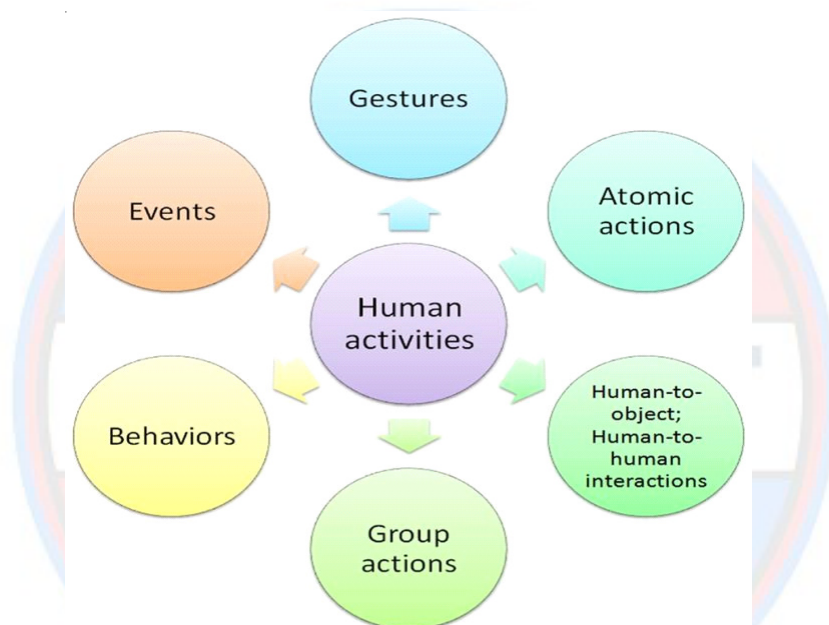 Gestures
Events
Atomic
actions
Human
activities
Behaviors
Human-to-
object;
Human-to-
human
interactions
Group
actions